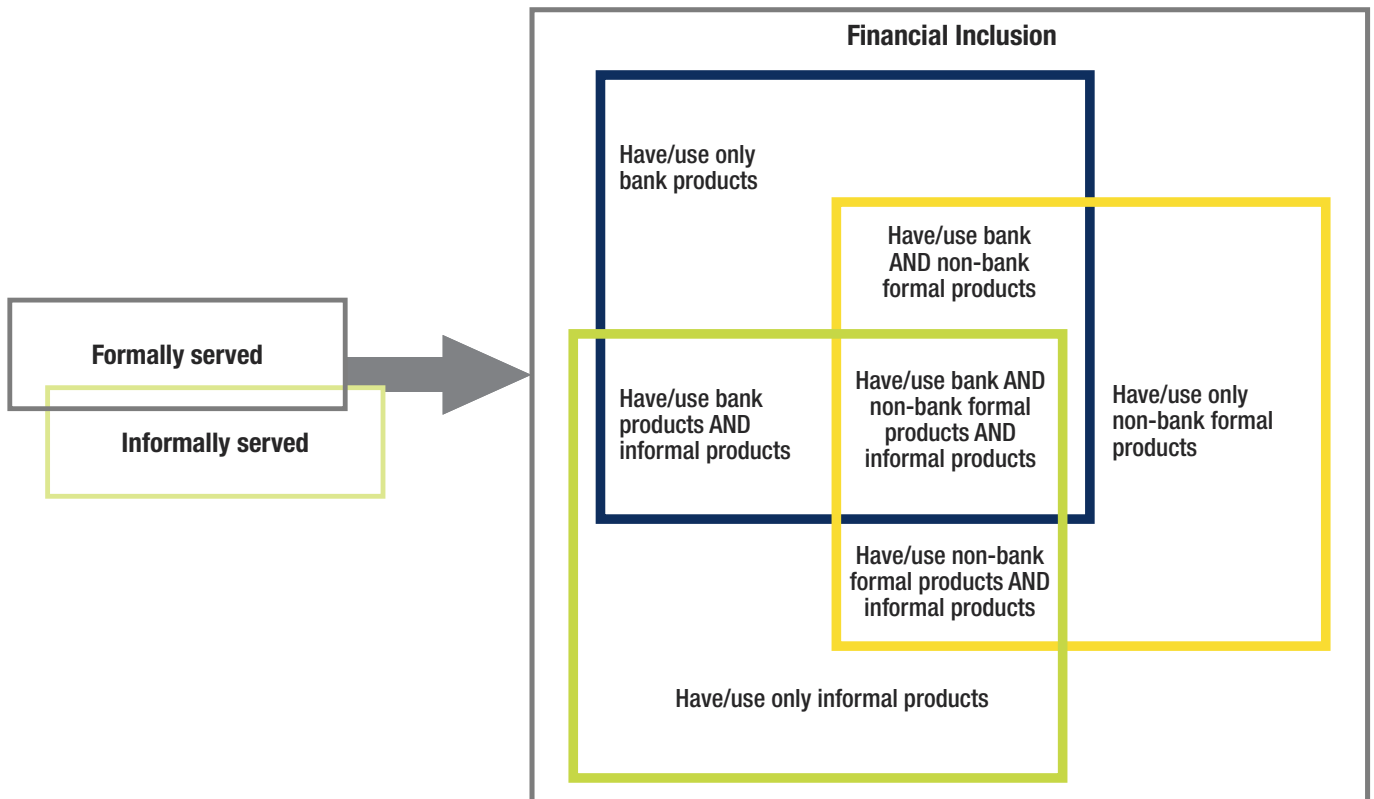 Financial Inclusion
Have/use only
bank products
Have/use bank
AND non-bank
formal products
Formally served
Informally served
Have/use bank
products AND
informal products
Have/use bank AND
non-bank formal
products AND
informal products
Have/use only
non-bank formal
products
Have/use non-bank
formal products AND
informal products
Have/use only informal products